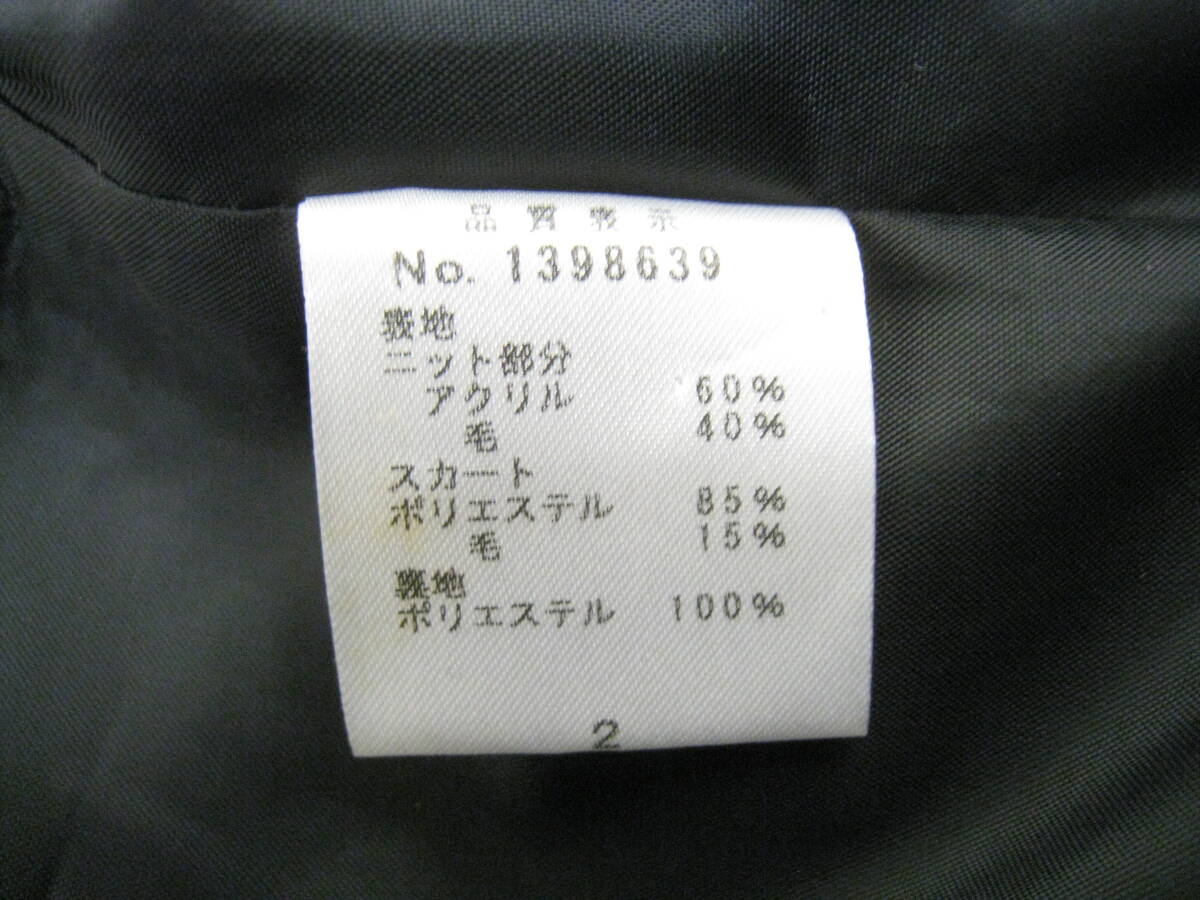 品質表示
No. 1398639
表地
ニット部分
アクリル 60%
毛 40%
スカート
ポリエステル 85%
毛 15%
裏地
ポリエステル 100%
2